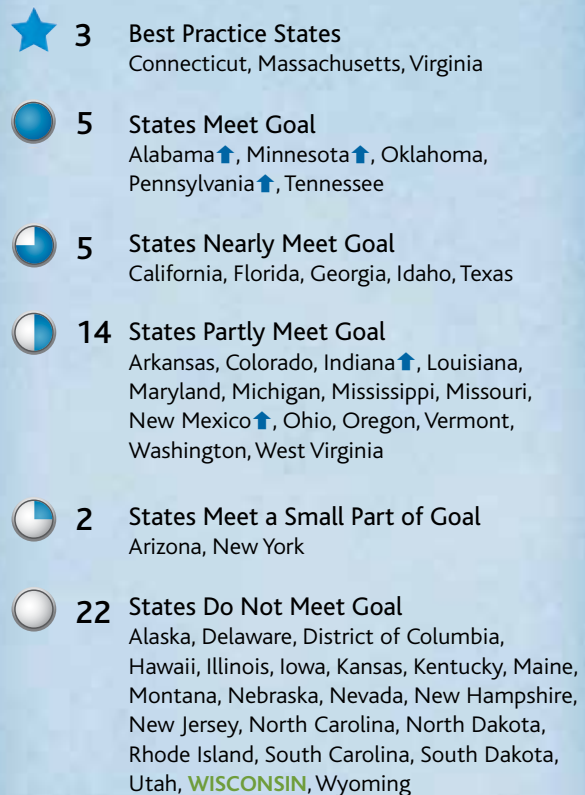 3 Best Practice States
Connecticut, Massachusetts, Virginia
5 States Meet Goal
Alabama⬆, Minnesota⬆, Oklahoma,
Pennsylvania⬆, Tennessee
5 States Nearly Meet Goal
California, Florida, Georgia, Idaho, Texas
14 States Partly Meet Goal
Arkansas, Colorado, Indiana⬆, Louisiana,
Maryland, Michigan, Mississippi, Missouri,
New Mexico⬆, Ohio, Oregon, Vermont,
Washington, West Virginia
2 States Meet a Small Part of Goal
Arizona, New York
22 States Do Not Meet Goal
Alaska, Delaware, District of Columbia,
Hawaii, Illinois, Iowa, Kansas, Kentucky, Maine,
Montana, Nebraska, Nevada, New Hampshire,
New Jersey, North Carolina, North Dakota,
Rhode Island, South Carolina, South Dakota,
Utah, WISCONSIN, Wyoming